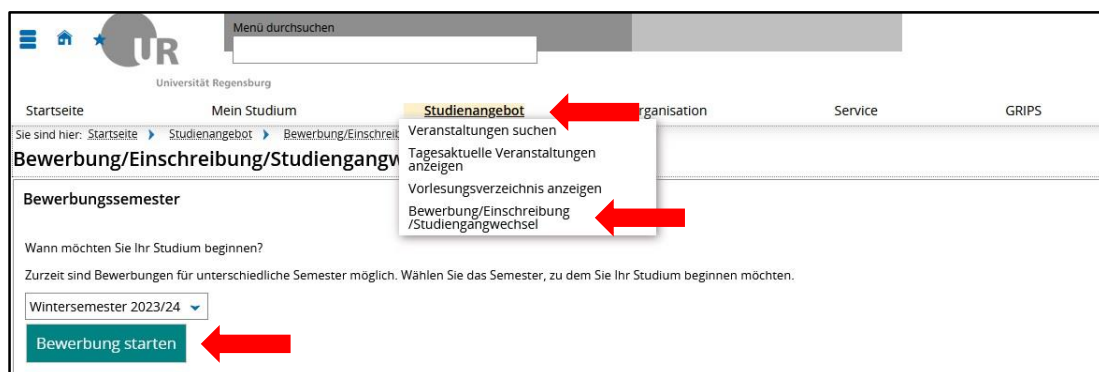 Menü durchsuchen
UR
Universität Regensburg
Startseite Mein Studium Studienangebot rganisation Service GRIPS
Sie sind hier: Startseite Studienangebot Bewerbung/Einschreib
Bewerbung/Einschreibung/Studiengangw
Veranstaltungen suchen
Tagesaktuelle Veranstaltungen
anzeigen
Vorlesungsverzeichnis anzeigen
Bewerbung/Einschreibung
/Studiengangwechsel
Bewerbungssemester
Wann möchten Sie Ihr Studium beginnen?
Zurzeit sind Bewerbungen für unterschiedliche Semester möglich. Wählen Sie das Semester, zu dem Sie Ihr Studium beginnen möchten.
Wintersemester 2023/24
Bewerbung starten